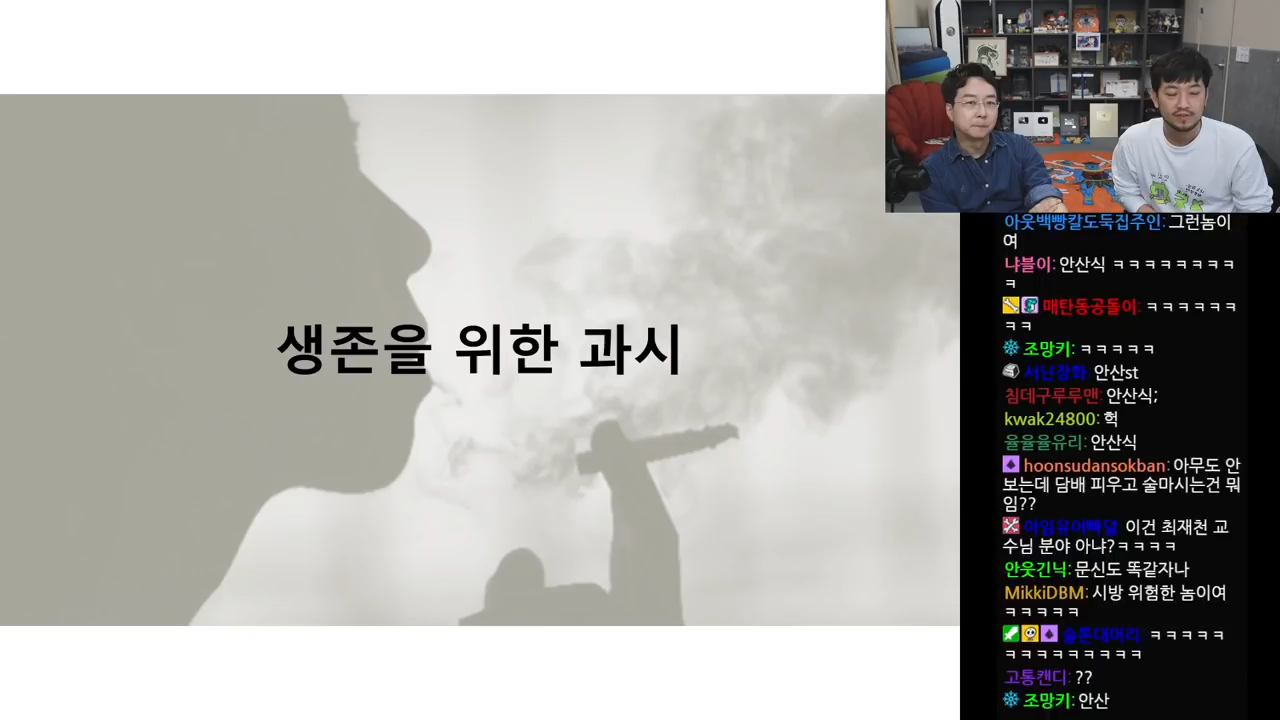 생존을 위한 과시
아웃백빵칼도둑집주인: 그런놈이
여
냐블이: 안산식 ㅋㅋㅋㅋㅋㅋㅋㅋ
ㅋ
매탄동공돌이: ㅋㅋㅋㅋㅋㅋ
ㅋㅋ
조망키: ㅋㅋㅋㅋㅋ
서닌장화 안산st
침데구루루맨: 안산식;
kwak24800: 헉
율율율유리: 안산식
hoonsudansokban: 아무도 안
보는데 담배 피우고 술마시는건 뭐
임??
아임유어빠덜 이건 최재천 교
수님 분야 아냐?ㅋㅋㅋㅋ
안웃긴닉: 문신도 똑같자나
MikkiDBM: 시방 위험한 놈이여
ㅋㅋㅋㅋㅋ
슬픈대머리 ㅋㅋㅋㅋㅋ
ㅋㅋㅋㅋㅋㅋㅋㅋㅋ
고통캔디: ??
조망키: 안산